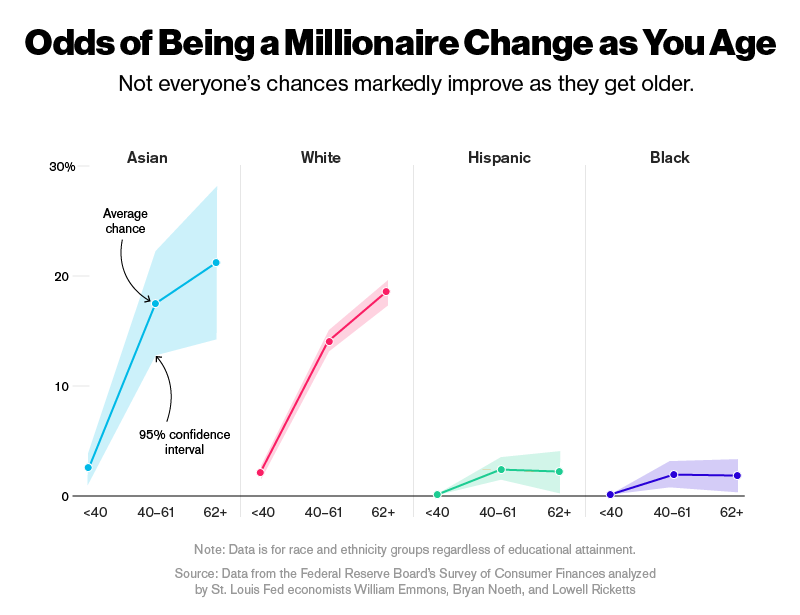 Odds of Being a Millionaire Change as You Age
Not everyone’s chances markedly improve as they get older.
Asian
White
Hispanic
Black
30%
20
10
0
Average
chance
95% confidence
interval
<40
40–61
62+
<40
40–61
62+
<40
40–61
62+
<40
40–61
62+
Note: Data is for race and ethnicity groups regardless of educational attainment.
Source: Data from the Federal Reserve Board’s Survey of Consumer Finances analyzed
by St. Louis Fed economists William Emmons, Bryan Noeth, and Lowell Ricketts